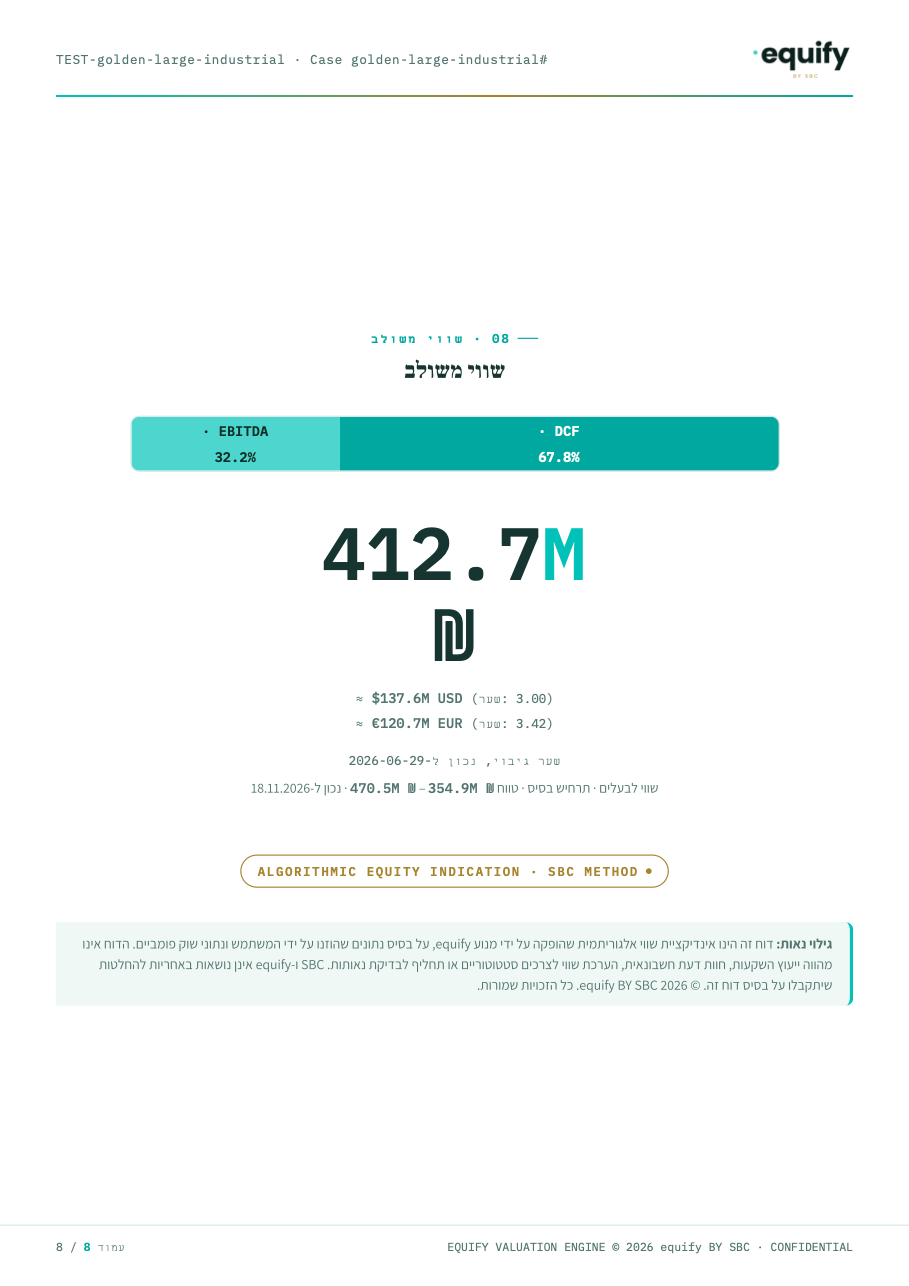 TEST-golden-large-industrial · Case golden-large-industrial#
equify
BY SBC
08 · שווי משולב
שווי משולב
· DCF
67.8%
· EBITDA
32.2%
412.7M
₪
≈ $137.6M USD (שער: 3.00)
≈ €120.7M EUR (שער: 3.42)
שער גיבוי, נכון ל-2026-06-29
שווי לבעלים · תרחיש בסיס · טווח ₪ 354.9M – ₪ 470.5M · נכון ל-18.11.2026
ALGORITHMIC EQUITY INDICATION · SBC METHOD
גילוי נאות: דוח זה הינו אינדיקציית שווי אלגוריתמית שהופקה על ידי מנוע equify, על בסיס נתונים שהוזנו על ידי המשתמש ונתוני שוק פומביים. הדוח אינו
מהווה ייעוץ השקעות, חוות דעת חשבונאית, הערכת שווי לצרכים סטטוטוריים או תחליף לבדיקת נאותות. SBC ו-equify אינן נושאות באחריות להחלטות
שיתקבלו על בסיס דוח זה. © 2026 equify BY SBC. כל הזכויות שמורות.
EQUIFY VALUATION ENGINE © 2026 equify BY SBC · CONFIDENTIAL
עמוד 8 / 8